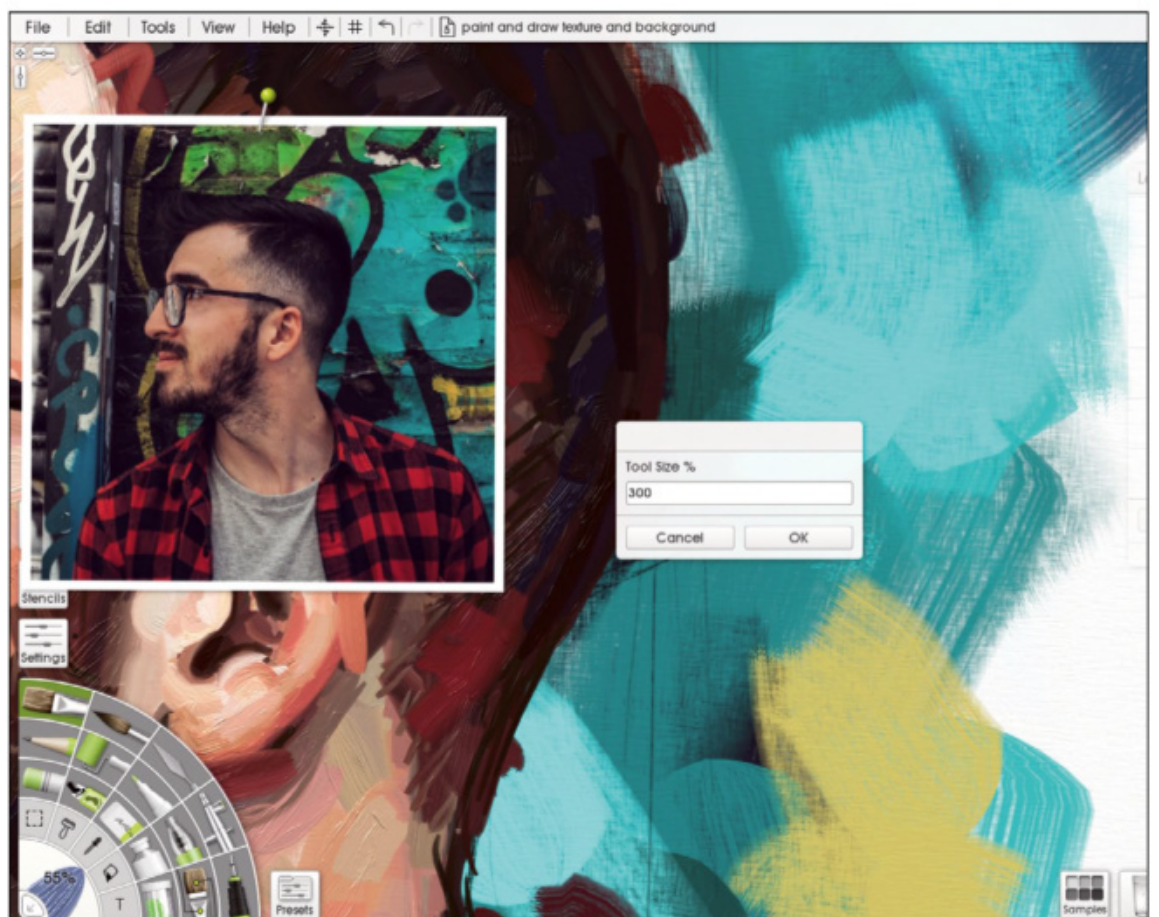 File Edit Tools View Help paint and draw texture and background
Tool Size %
300
Cancel OK
Stencils
Settings
55%
T
Presets
Samples